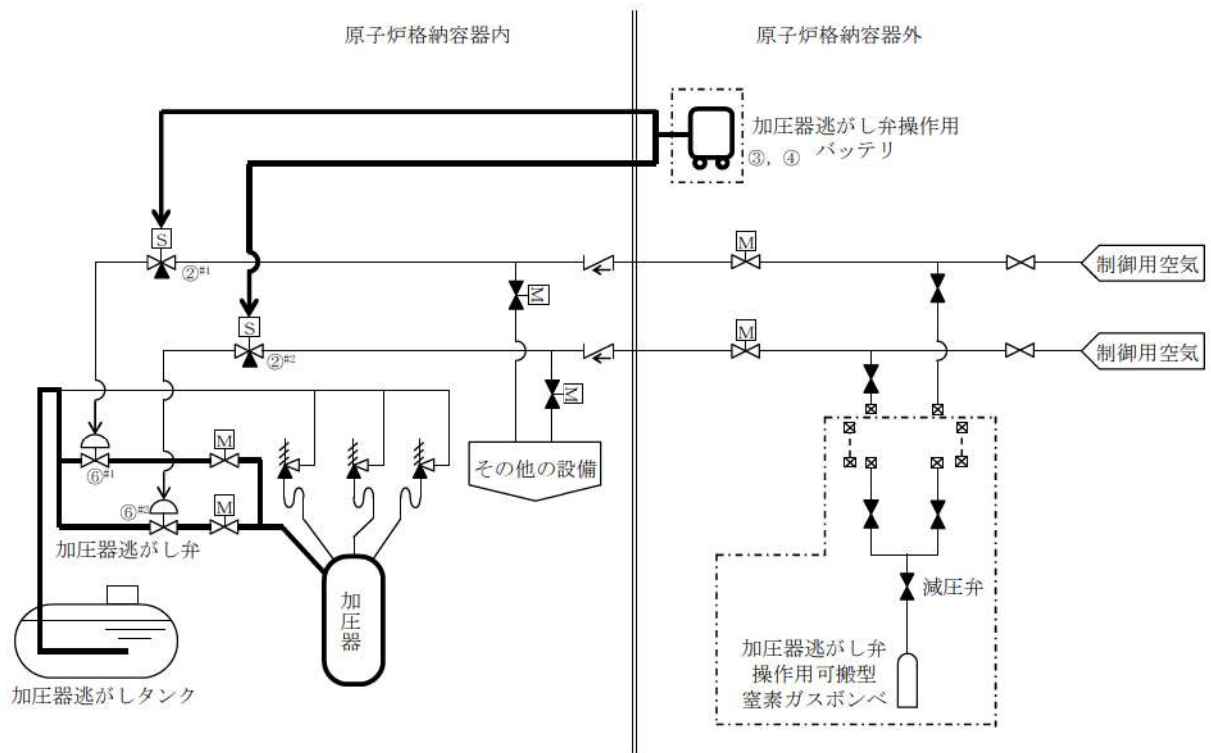 原子炉格納容器内
原子炉格納容器外
加圧器逃がし弁操作用
③，④ バッテリ
S
②#1
M
制御用空気
M
S
②#2
M
制御用空気
M
M
⑥#1
その他の設備
⑥#2
M
加圧器逃がし弁
減圧弁
加圧器
加圧器逃がし弁
操作用可搬型
窒素ガスボンベ
加圧器逃がしタンク